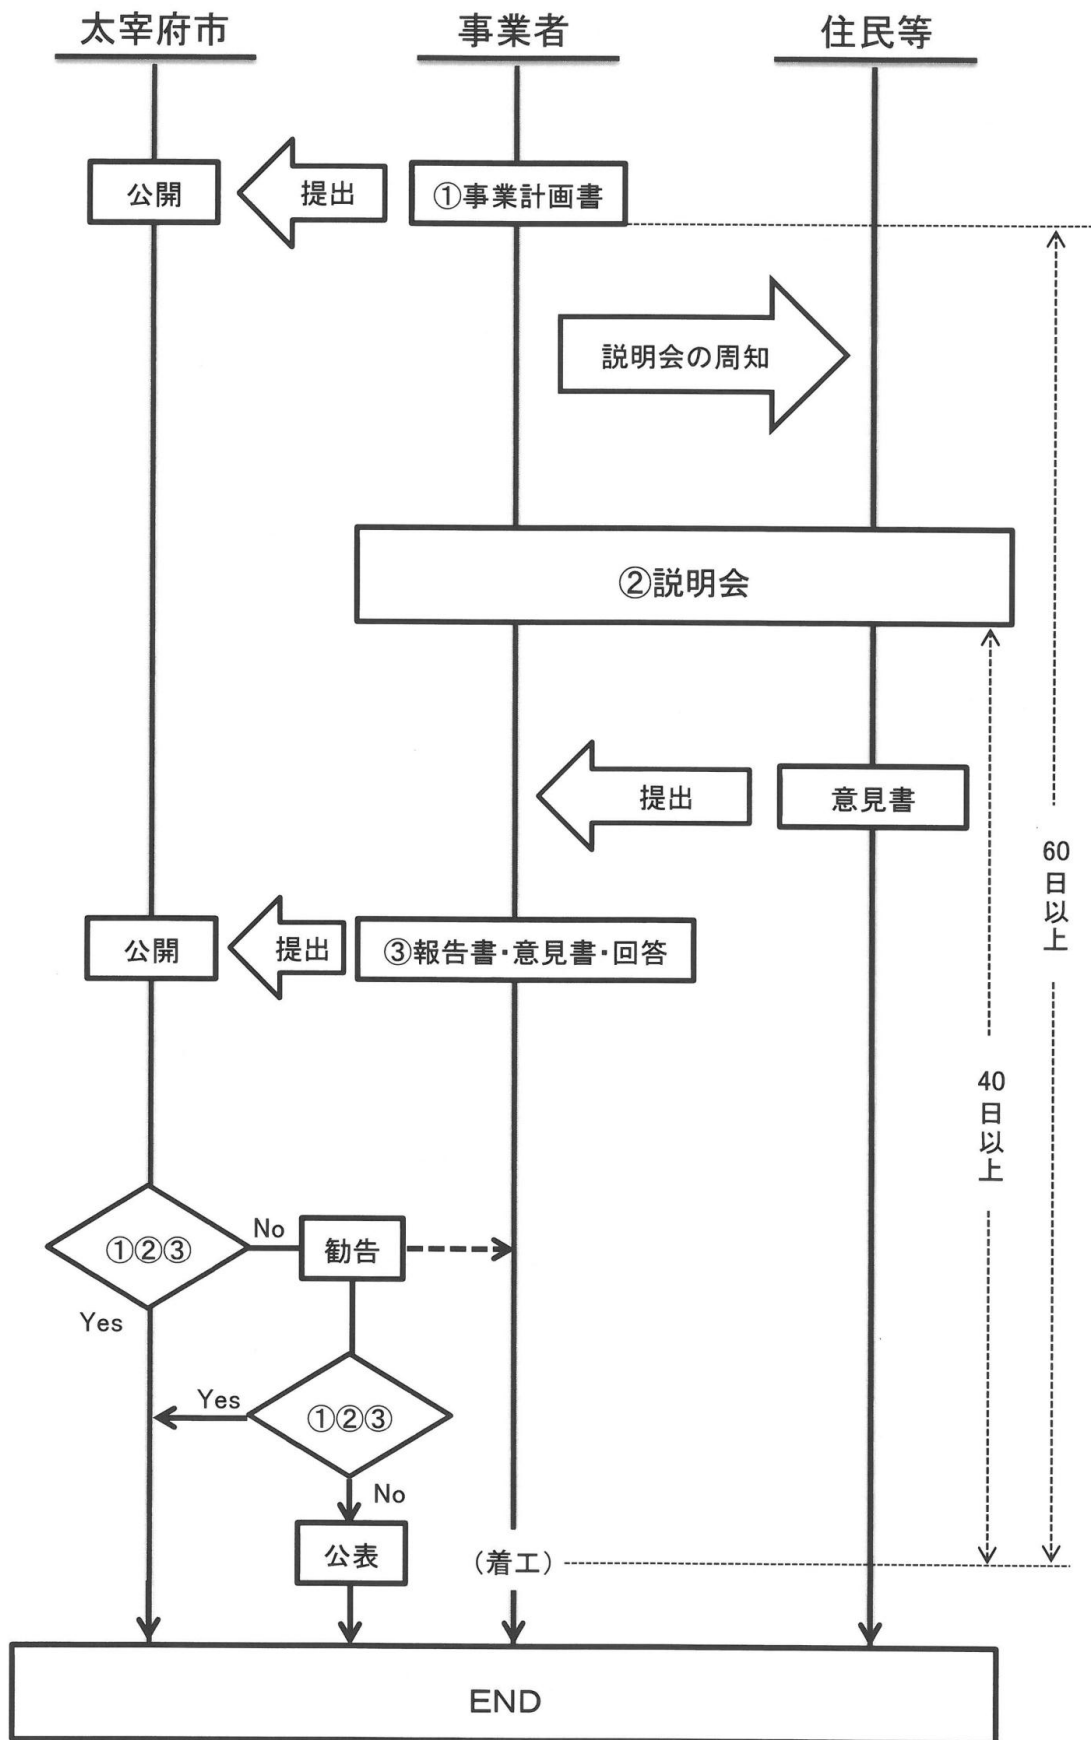 太宰府市
事業者
住民等
公開
提出
①事業計画書
説明会の周知
②説明会
提出
意見書
60日以上
公開
提出
③報告書・意見書・回答
40日以上
①②③
No
勧告
Yes
Yes
①②③
No
公表
(着工)
END